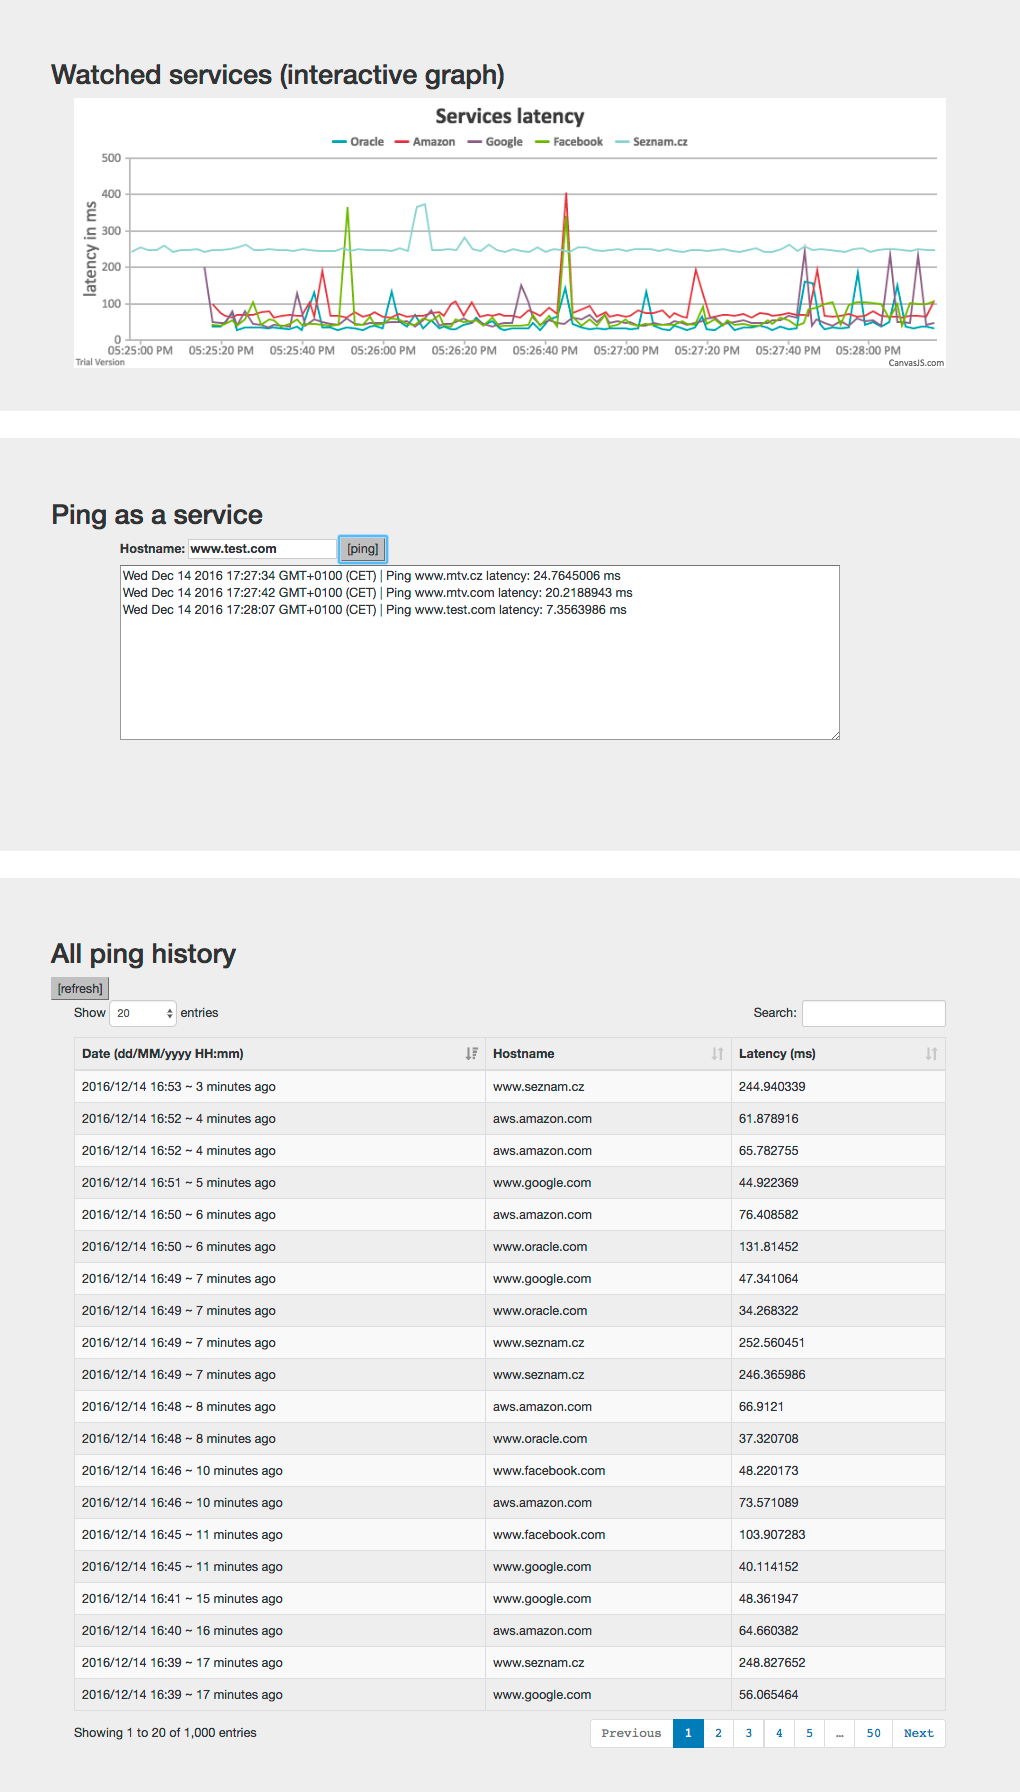 Watched services (interactive graph)
Services latency
Oracle Amazon Google Facebook Seznam.cz
latency in ms
500
400
300
200
100
0
05:25:00 PM 05:25:20 PM 05:25:40 PM 05:26:00 PM 05:26:20 PM 05:26:40 PM 05:27:00 PM 05:27:20 PM 05:27:40 PM 05:28:00 PM
Trial Version CanvasJS.com
Ping as a service
Hostname: www.test.com [ping]
Wed Dec 14 2016 17:27:34 GMT+0100 (CET) | Ping www.mtv.cz latency: 24.7645006 ms
Wed Dec 14 2016 17:27:42 GMT+0100 (CET) | Ping www.mtv.com latency: 20.2188943 ms
Wed Dec 14 2016 17:28:07 GMT+0100 (CET) | Ping www.test.com latency: 7.3563986 ms
All ping history
[refresh]
Show 20 entries Search:
Date (dd/MM/yyyy HH:mm) Hostname Latency (ms)
2016/12/14 16:53 ~ 3 minutes ago www.seznam.cz 244.940339
2016/12/14 16:52 ~ 4 minutes ago aws.amazon.com 61.878916
2016/12/14 16:52 ~ 4 minutes ago aws.amazon.com 65.782755
2016/12/14 16:51 ~ 5 minutes ago www.google.com 44.922369
2016/12/14 16:50 ~ 6 minutes ago aws.amazon.com 76.408582
2016/12/14 16:50 ~ 6 minutes ago www.oracle.com 131.81452
2016/12/14 16:49 ~ 7 minutes ago www.google.com 47.341064
2016/12/14 16:49 ~ 7 minutes ago www.oracle.com 34.268322
2016/12/14 16:49 ~ 7 minutes ago www.seznam.cz 252.560451
2016/12/14 16:49 ~ 7 minutes ago www.seznam.cz 246.365986
2016/12/14 16:48 ~ 8 minutes ago aws.amazon.com 66.9121
2016/12/14 16:48 ~ 8 minutes ago www.oracle.com 37.320708
2016/12/14 16:46 ~ 10 minutes ago www.facebook.com 48.220173
2016/12/14 16:46 ~ 10 minutes ago aws.amazon.com 73.571089
2016/12/14 16:45 ~ 11 minutes ago www.facebook.com 103.907283
2016/12/14 16:45 ~ 11 minutes ago www.google.com 40.114152
2016/12/14 16:41 ~ 15 minutes ago www.google.com 48.361947
2016/12/14 16:40 ~ 16 minutes ago aws.amazon.com 64.660382
2016/12/14 16:39 ~ 17 minutes ago www.seznam.cz 248.827652
2016/12/14 16:39 ~ 17 minutes ago www.google.com 56.065464
Showing 1 to 20 of 1,000 entries Previous 1 2 3 4 5 … 50 Next